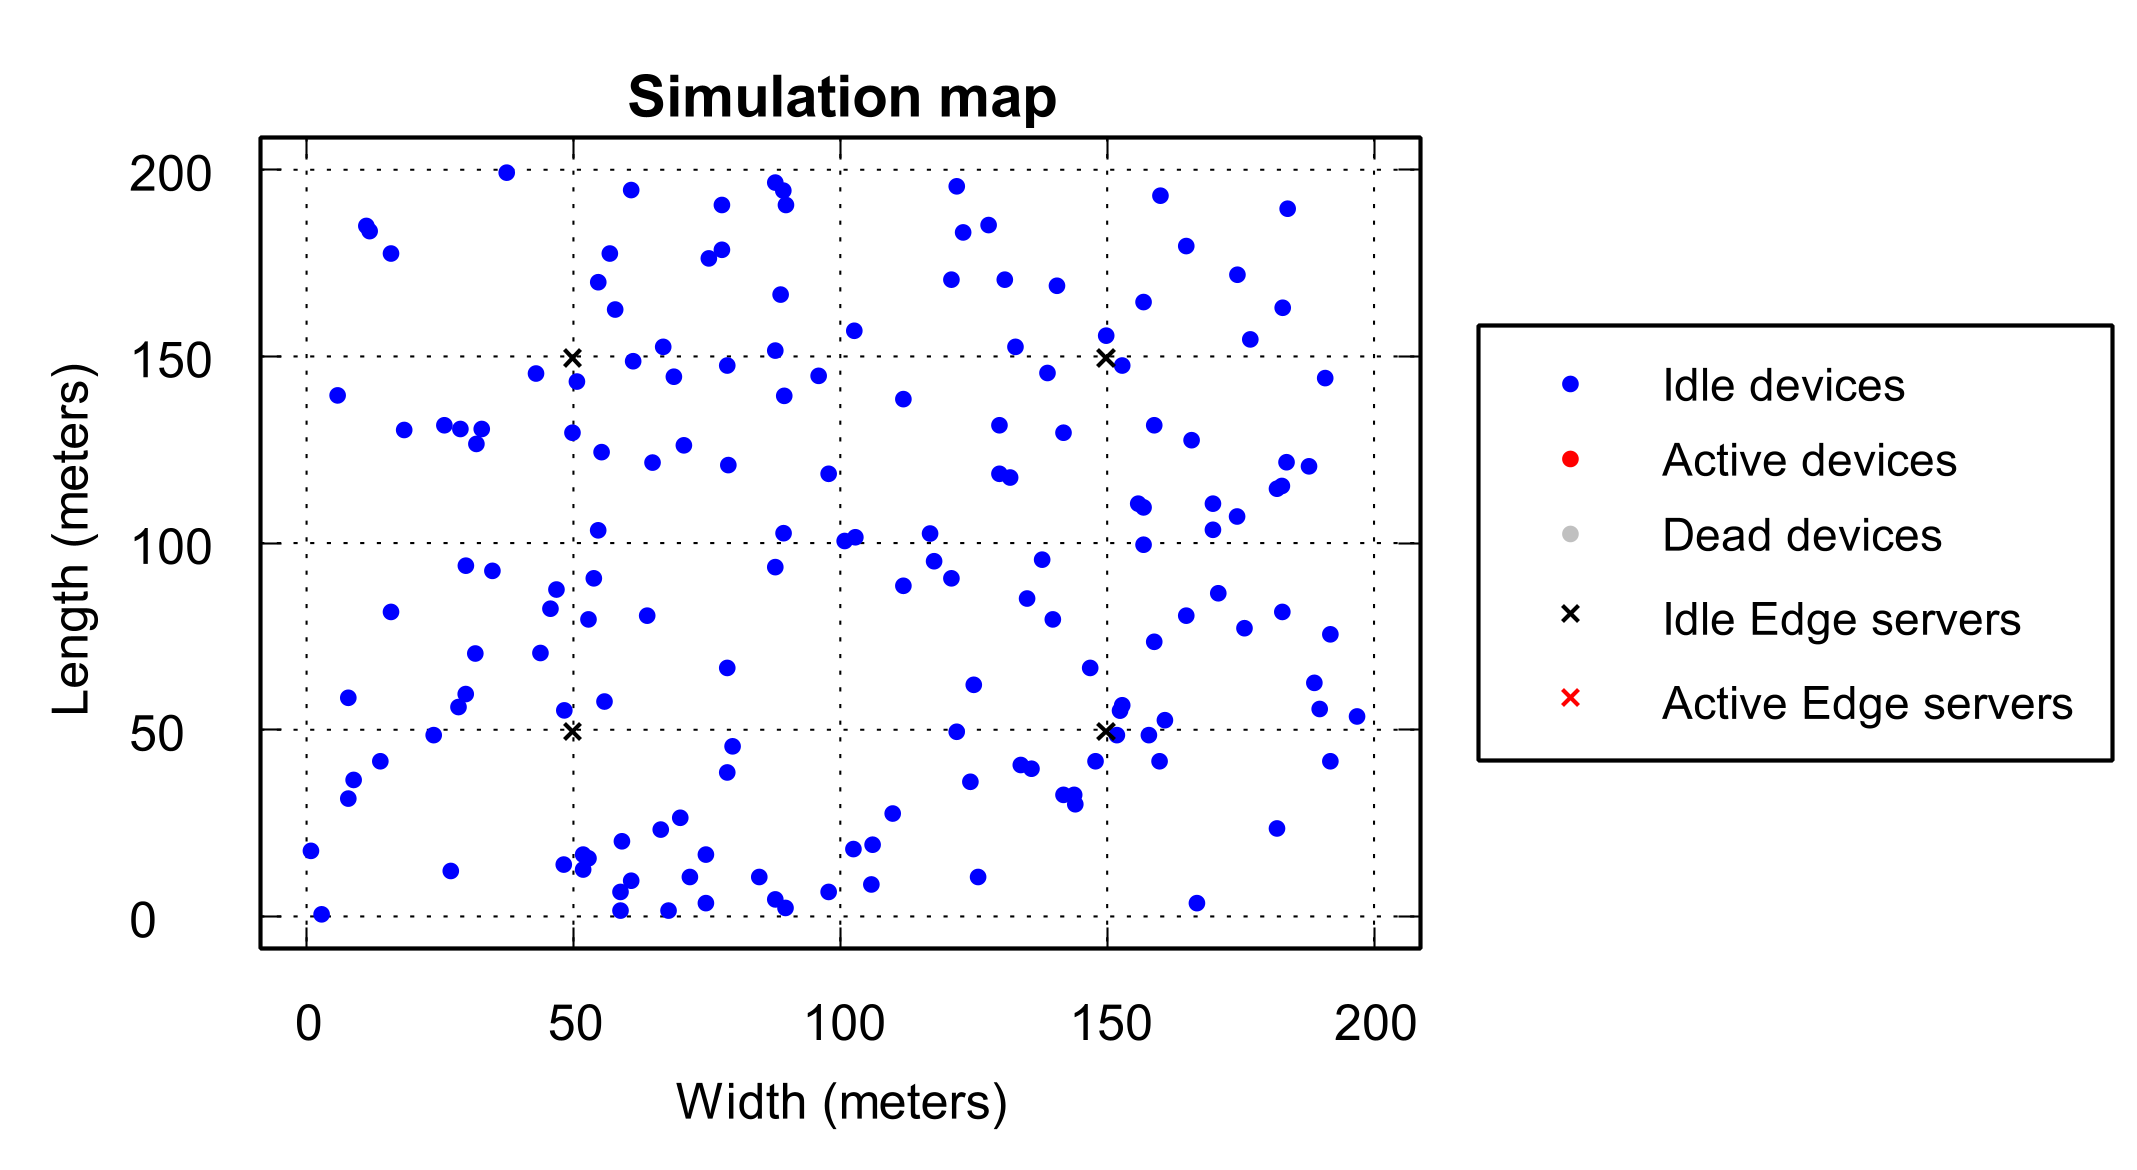 Simulation map
200
150
100
50
0
Length (meters)
0 50 100 150 200
Width (meters)
Idle devices
Active devices
Dead devices
Idle Edge servers
Active Edge servers